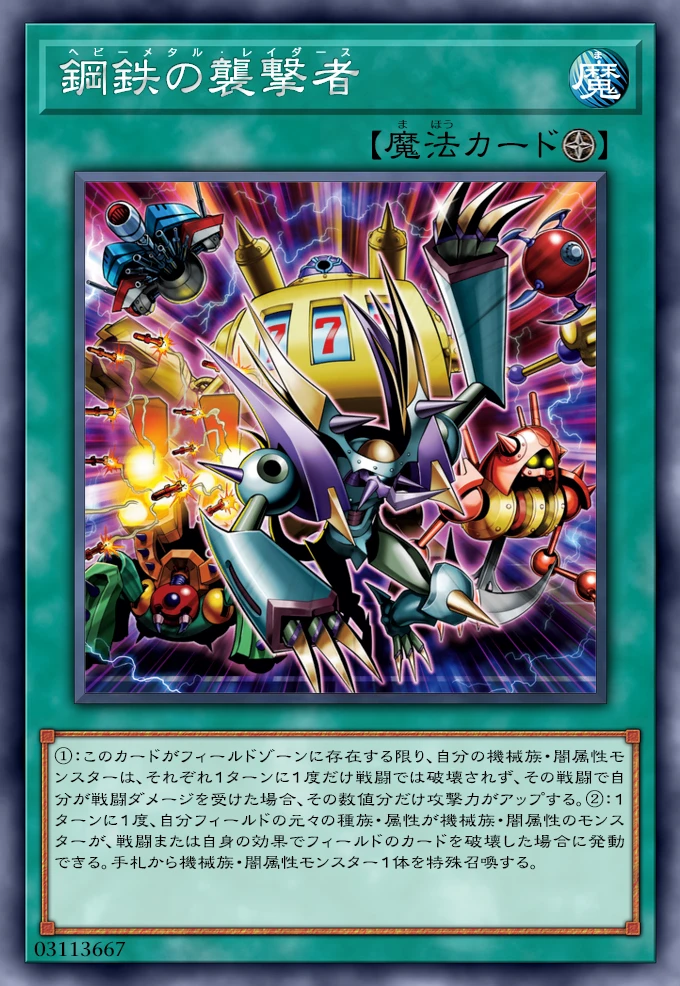 ヘビーメタル・レイダース
鋼鉄の襲撃者
ま
魔
ま ほう
【魔法カード】
7 7 7
①:このカードがフィールドゾーンに存在する限り、自分の機械族・闇属性モ
ンスターは、それぞれ1ターンに1度だけ戦闘では破壊されず、その戦闘で自
分が戦闘ダメージを受けた場合、その数値分だけ攻撃力がアップする。②:1
ターンに1度、自分フィールドの元々の種族・属性が機械族・闇属性のモンス
ターが、戦闘または自身の効果でフィールドのカードを破壊した場合に発動
できる。手札から機械族・闇属性モンスター1体を特殊召喚する。
03113667